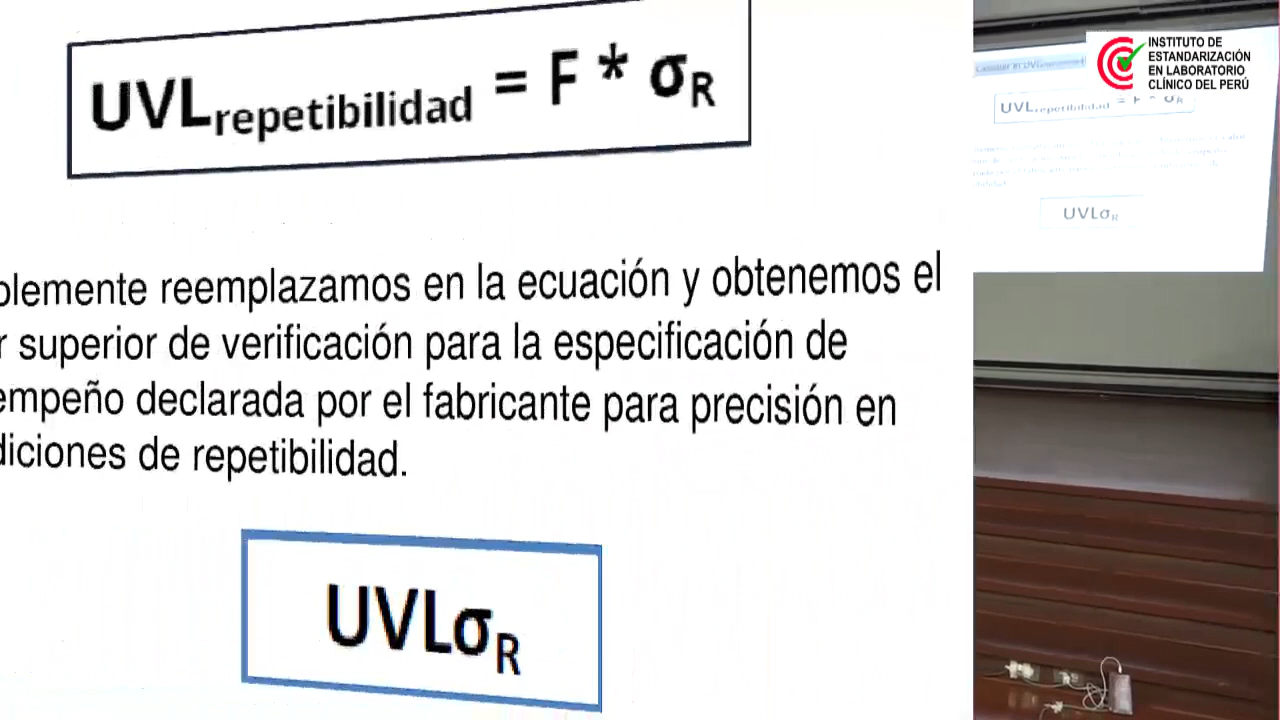 UVLrepetibilidad = F * σR
plemente reemplazamos en la ecuación y obtenemos el
r superior de verificación para la especificación de
empeño declarada por el fabricante para precisión en
diciones de repetibilidad.
UVLσR
INSTITUTO DE
ESTANDARIZACIÓN
EN LABORATORIO
CLÍNICO DEL PERÚ
UVLrepetibilidad = F * σR
UVLσR